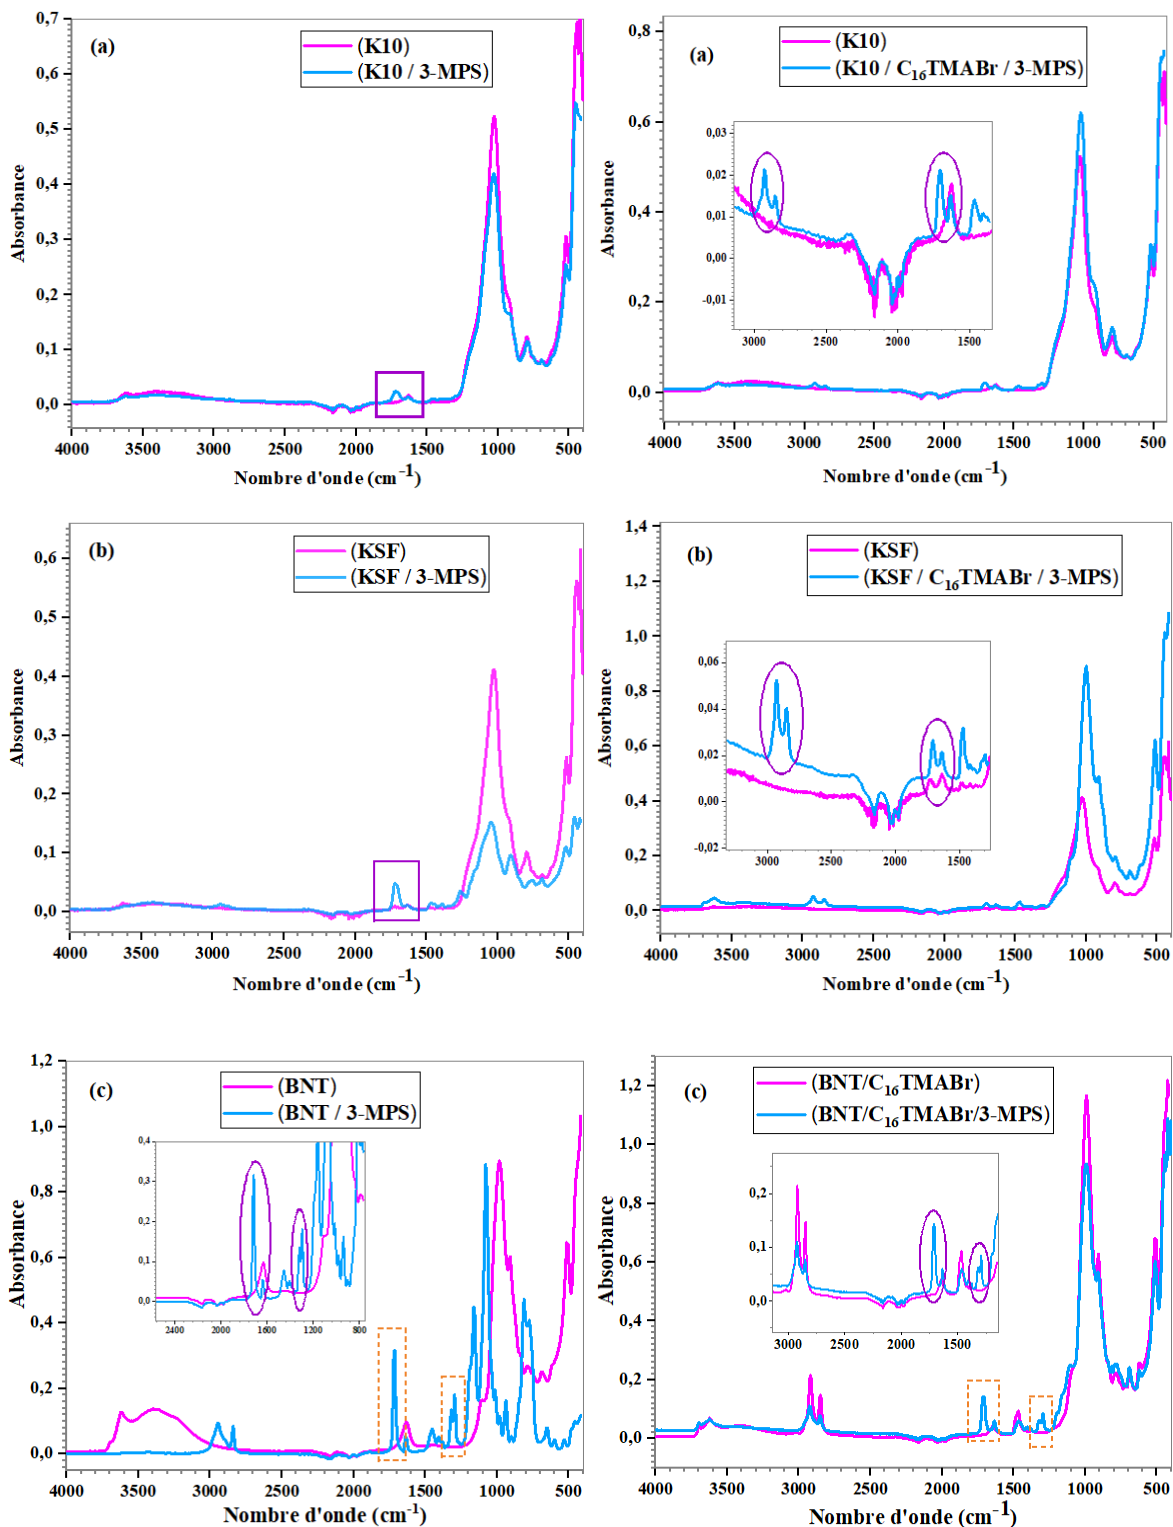 (a)
(K10)
(K10 / 3-MPS)
0,7
0,6
0,5
0,4
0,3
0,2
0,1
0,0
Absorbance
4000 3500 3000 2500 2000 1500 1000 500
Nombre d'onde (cm-1)
(a)
(K10)
(K10 / C16TMABr / 3-MPS)
0,8
0,6
0,4
0,2
0,0
Absorbance
0,03
0,02
0,01
0,00
-0,01
3000 2500 2000 1500
4000 3500 3000 2500 2000 1500 1000 500
Nombre d'onde (cm-1)
(b)
(KSF)
(KSF / 3-MPS)
0,6
0,5
0,4
0,3
0,2
0,1
0,0
Absorbance
4000 3500 3000 2500 2000 1500 1000 500
Nombre d'onde (cm-1)
(b)
(KSF)
(KSF / C16TMABr / 3-MPS)
1,4
1,2
1,0
0,8
0,6
0,4
0,2
0,0
Absorbance
0,06
0,04
0,02
0,00
-0,02
3000 2500 2000 1500
4000 3500 3000 2500 2000 1500 1000 500
Nombre d'onde (cm-1)
(c)
(BNT)
(BNT / 3-MPS)
1,2
1,0
0,8
0,6
0,4
0,2
0,0
Absorbance
0,4
0,3
0,2
0,1
0,0
2400 2000 1600 1200 800
4000 3500 3000 2500 2000 1500 1000 500
Nombre d'onde (cm-1)
(c)
(BNT/C16TMABr)
(BNT/C16TMABr/3-MPS)
1,2
1,0
0,8
0,6
0,4
0,2
0,0
Absorbance
0,2
0,1
0,0
3000 2500 2000 1500
4000 3500 3000 2500 2000 1500 1000 500
Nombre d'onde (cm-1)